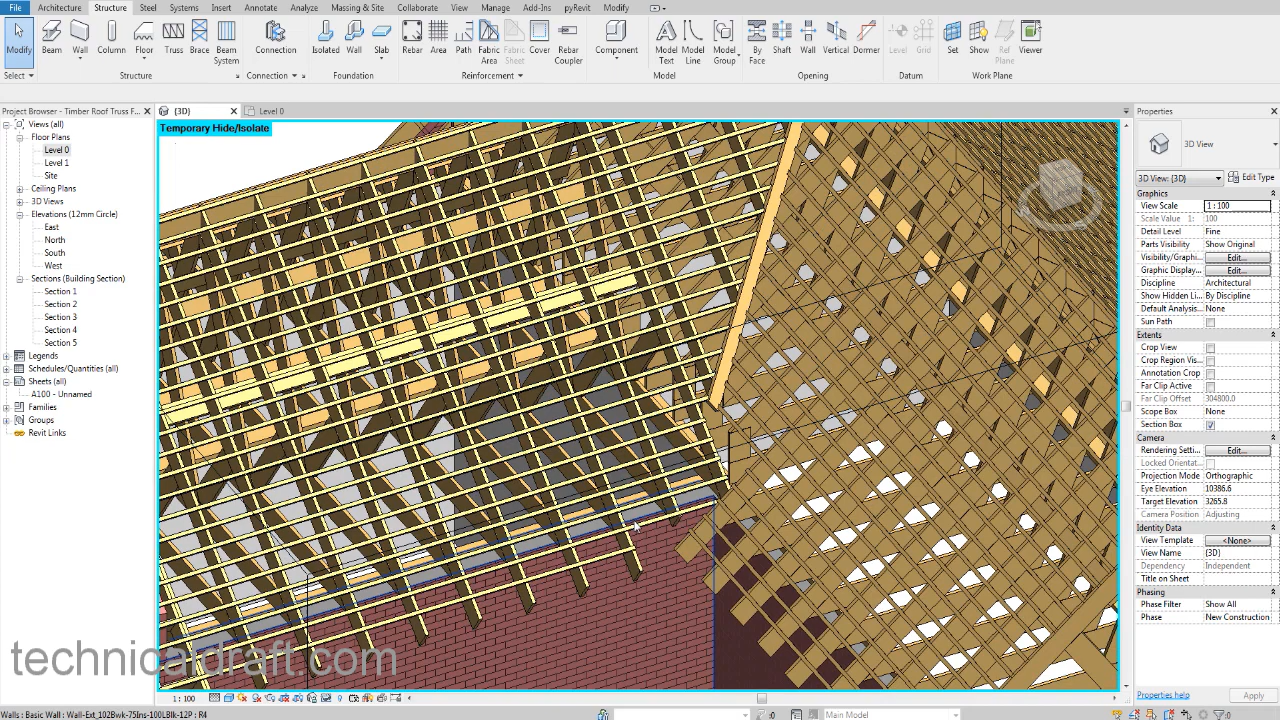 File Architecture Structure Steel Systems Insert Annotate Analyze Massing & Site Collaborate View Manage Add-Ins pyRevit Modify
Modify Beam Wall Column Floor Truss Brace Beam System Connection Isolated Wall Slab Rebar Area Path Fabric Area Fabric Sheet Cover Rebar Coupler Component Model Text Model Line Model Group By Face Shaft Wall Vertical Dormer Level Grid Set Show Ref Plane Viewer
Select Structure Connection Foundation Reinforcement Model Opening Datum Work Plane
Project Browser - Timber Roof Truss F...
{3D} Level 0
Properties
Temporary Hide/Isolate
Views (all)
Floor Plans
Level 0
Level 1
Site
Ceiling Plans
3D Views
Elevations (12mm Circle)
East
North
South
West
Sections (Building Section)
Section 1
Section 2
Section 3
Section 4
Section 5
Legends
Schedules/Quantities (all)
Sheets (all)
A100 - Unnamed
Families
Groups
Revit Links
3D View
3D View: {3D} Edit Type
Graphics
View Scale 1 : 100
Scale Value 1: 100
Detail Level Fine
Parts Visibility Show Original
Visibility/Graphi... Edit...
Graphic Display... Edit...
Discipline Architectural
Show Hidden Li... By Discipline
Default Analysis... None
Sun Path
Extents
Crop View
Crop Region Vis...
Annotation Crop
Far Clip Active
Far Clip Offset 304800.0
Scope Box None
Section Box
Camera
Rendering Setti... Edit...
Locked Orientat...
Projection Mode Orthographic
Eye Elevation 10386.6
Target Elevation 3265.8
Camera Position Adjusting
Identity Data
View Template <None>
View Name {3D}
Dependency Independent
Title on Sheet
Phasing
Phase Filter Show All
Phase New Construction
Properties help Apply
technicaldraft.com
1 : 100
Walls : Basic Wall : Wall-Ext_102Bwk-75Ins-100LBlk-12P : R4
:0 Main Model :0